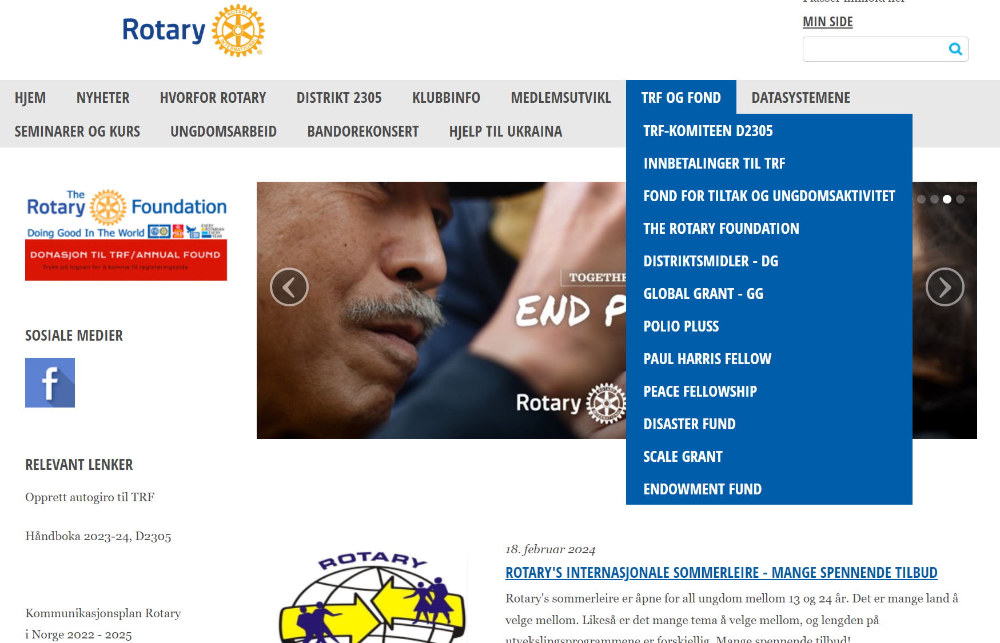 MIN SIDE
Rotary
ROTARY
INTERNATIONAL
HJEM NYHETER HVORFOR ROTARY DISTRIKT 2305 KLUBBINFO MEDLEMSUTVIKL TRF OG FOND DATASYSTEMENE
SEMINARER OG KURS UNGDOMSARBEID BANDOREKONSERT HJELP TIL UKRAINA
TRF-KOMITEEN D2305
INNBETALINGER TIL TRF
FOND FOR TILTAK OG UNGDOMSAKTIVITET
THE ROTARY FOUNDATION
DISTRIKTSMIDLER - DG
GLOBAL GRANT - GG
POLIO PLUSS
PAUL HARRIS FELLOW
PEACE FELLOWSHIP
DISASTER FUND
SCALE GRANT
ENDOWMENT FUND
The
Rotary Foundation
Doing Good In The World
EVERY
ROTARIAN
EVERY
YEAR
DONASJON TIL TRF/ANNUAL FOUND
Trykk på logoen for å komme til registeringsside
TOGETHE
END P
Rotary
SOSIALE MEDIER
f
RELEVANT LENKER
Opprett autogiro til TRF
Håndboka 2023-24, D2305
Kommunikasjonsplan Rotary
i Norge 2022 - 2025
ROTARY
18. februar 2024
ROTARY'S INTERNASJONALE SOMMERLEIRE - MANGE SPENNENDE TILBUD
Rotary's sommerleire er åpne for all ungdom mellom 13 og 24 år. Det er mange land å
velge mellom. Likeså er det mange tema å velge mellom, og lengden på
utvekslingsprogrammene er forskjellig. Mange spennende tilbud!